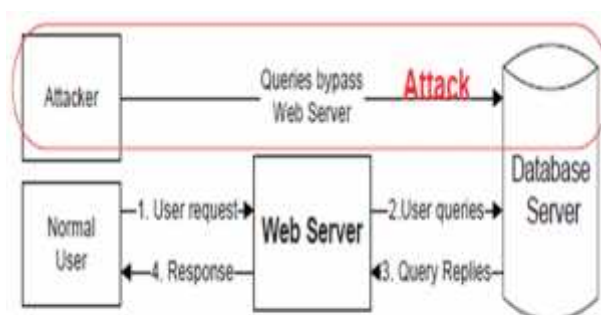 Attacker
Queries bypass
Web Server
Attack
Database
Server
Normal
User
1. User request
Web Server
2.User queries
4. Response
3. Query Replies